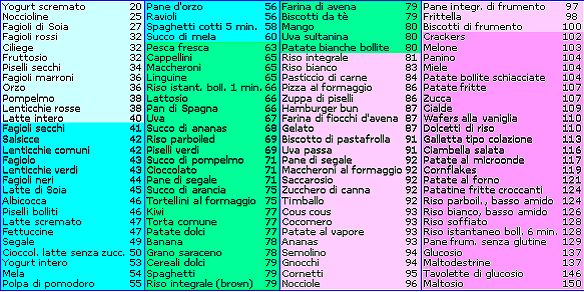 Yogurt scremato 20
Noccioline 25
Fagioli di Soia 27
Fagioli rossi 32
Ciliege 32
Fruttosio 32
Piselli secchi 34
Fagioli marroni 36
Orzo 36
Pompelmo 38
Lenticchie rosse 38
Latte intero 40
Fagioli secchi 41
Salsicce 41
Lenticchie comuni 42
Fagiolo 43
Lenticchie verdi 43
Fagioli neri 44
Latte di Soia 45
Albicocca 46
Piselli bolliti 46
Latte scremato 47
Fettuccine 47
Segale 49
Cioccol. latte senza zucc. 50
Yogurt intero 53
Mela 54
Polpa di pomodoro 55
Pane d'orzo 56
Ravioli 56
Spaghetti cotti 5 min. 58
Succo di mela 60
Pesca fresca 63
Cappellini 65
Maccheroni 65
Linguine 65
Riso istant. boll. 1 min. 66
Lattosio 66
Pan di Spagna 66
Uva 67
Succo di ananas 68
Riso parboiled 69
Piselli verdi 69
Succo di pompelmo 71
Cioccolato 71
Pane di segale 71
Succo di arancia 75
Tortellini al formaggio 75
Kiwi 77
Torta comune 77
Patate dolci 77
Banana 78
Grano saraceno 78
Cereali dolci 79
Spaghetti 79
Riso integrale (brown) 79
Farina di avena 79
Biscotti da tè 79
Mango 80
Uva sultanina 80
Patate bianche bollite 80
Riso integrale 81
Riso bianco 83
Pasticcio di carne 84
Pizza al formaggio 86
Zuppa di piselli 86
Hamburger bun 87
Farina di fiocchi d'avena 87
Gelato 87
Biscotto di pastafrolla 91
Uva passa 91
Pane di segale 92
Maccheroni al formaggio 92
Saccarosio 92
Zucchero di canna 92
Timballo 92
Cous cous 93
Cocomero 93
Patate al vapore 93
Ananas 93
Semolino 94
Gnocchi 94
Cornetti 95
Nocciole 96
Pane integr. di frumento 97
Frittella 98
Biscotti di frumento 100
Crackers 102
Melone 103
Panino 104
Miele 104
Patate bollite schiacciate 104
Patate fritte 107
Zucca 107
Cialde 109
Wafers alla vaniglia 110
Dolcetti di riso 110
Galletta tipo colazione 113
Ciambella salata 116
Patate al microonde 117
Cornflakes 119
Patate al forno 121
Patatine fritte croccanti 124
Riso parboil., basso amido 124
Riso bianco, basso amido 126
Riso soffiato 128
Riso istantaneo boll. 6 min. 128
Pane frum. senza glutine 129
Glucosio 137
Maltodestrine 137
Tavolette di glucosio 146
Maltosio 150